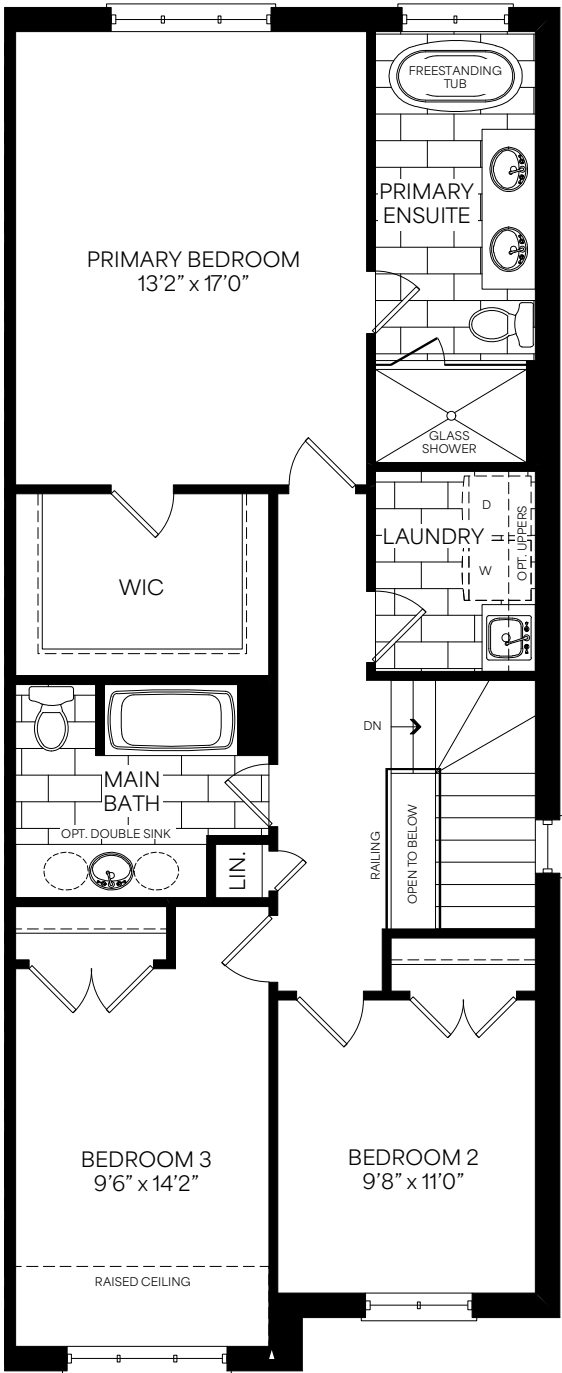 FREESTANDING
TUB
PRIMARY
ENSUITE
PRIMARY BEDROOM
13’2” x 17’0”
GLASS
SHOWER
D
LAUNDRY
OPT. UPPERS
W
WIC
DN
MAIN
BATH
OPT. DOUBLE SINK
RAILING
OPEN TO BELOW
LIN.
BEDROOM 3
9’6” x 14’2”
BEDROOM 2
9’8” x 11’0”
RAISED CEILING